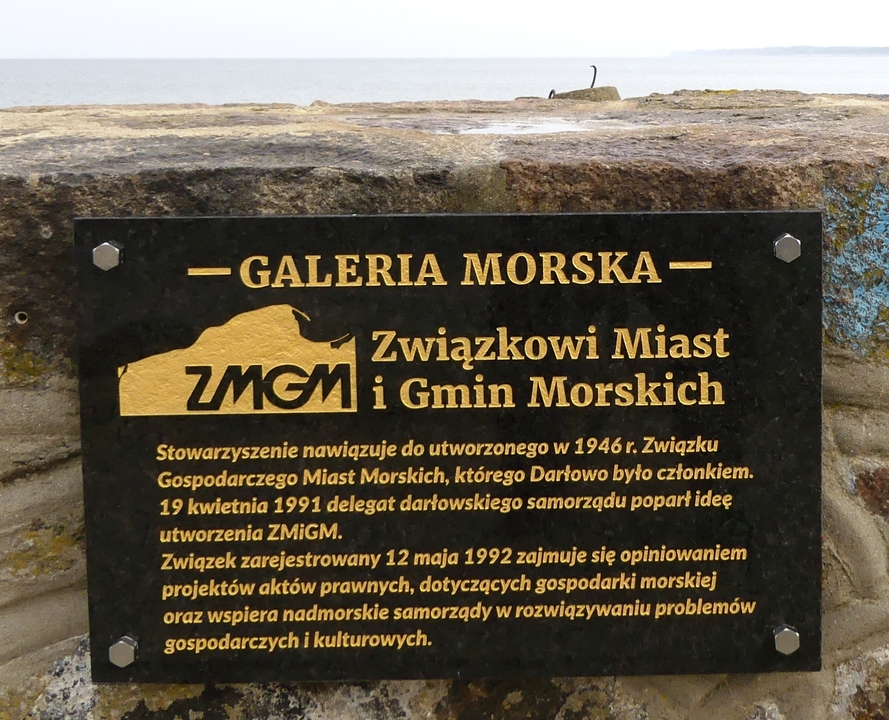 GALERIA MORSKA
ZMGM
Związkowi Miast
i Gmin Morskich
Stowarzyszenie nawiązuje do utworzonego w 1946 r. Związku
Gospodarczego Miast Morskich, którego Darłowo było członkiem.
19 kwietnia 1991 delegat darłowskiego samorządu poparł ideę
utworzenia ZMiGM.
Związek zarejestrowany 12 maja 1992 zajmuje się opiniowaniem
projektów aktów prawnych, dotyczących gospodarki morskiej
oraz wspiera nadmorskie samorządy w rozwiązywaniu problemów
gospodarczych i kulturowych.